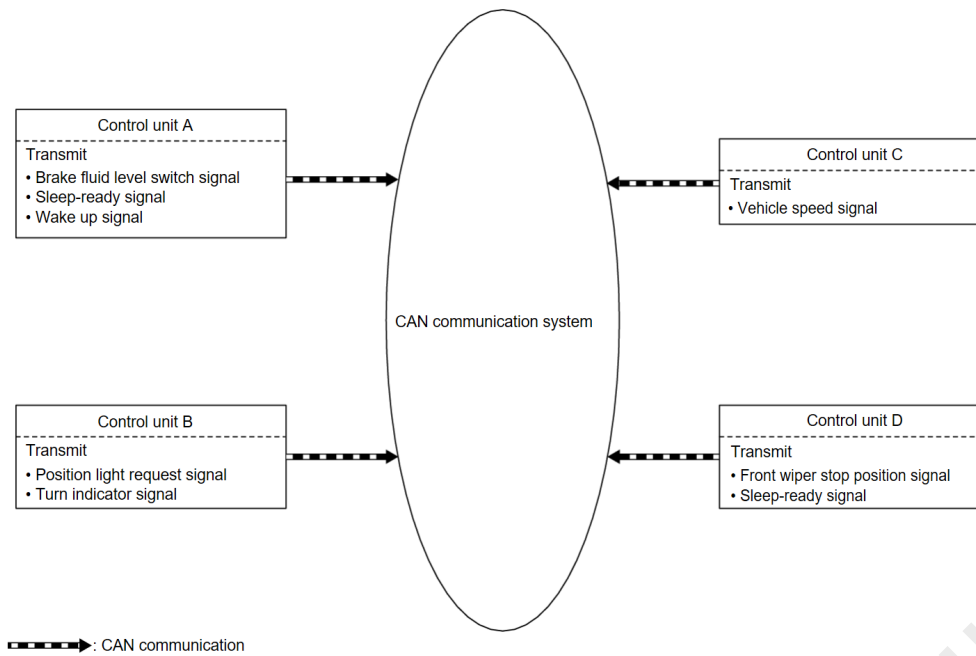 Control unit A
Transmit
• Brake fluid level switch signal
• Sleep-ready signal
• Wake up signal
Control unit C
Transmit
• Vehicle speed signal
CAN communication system
Control unit B
Transmit
• Position light request signal
• Turn indicator signal
Control unit D
Transmit
• Front wiper stop position signal
• Sleep-ready signal
: CAN communication